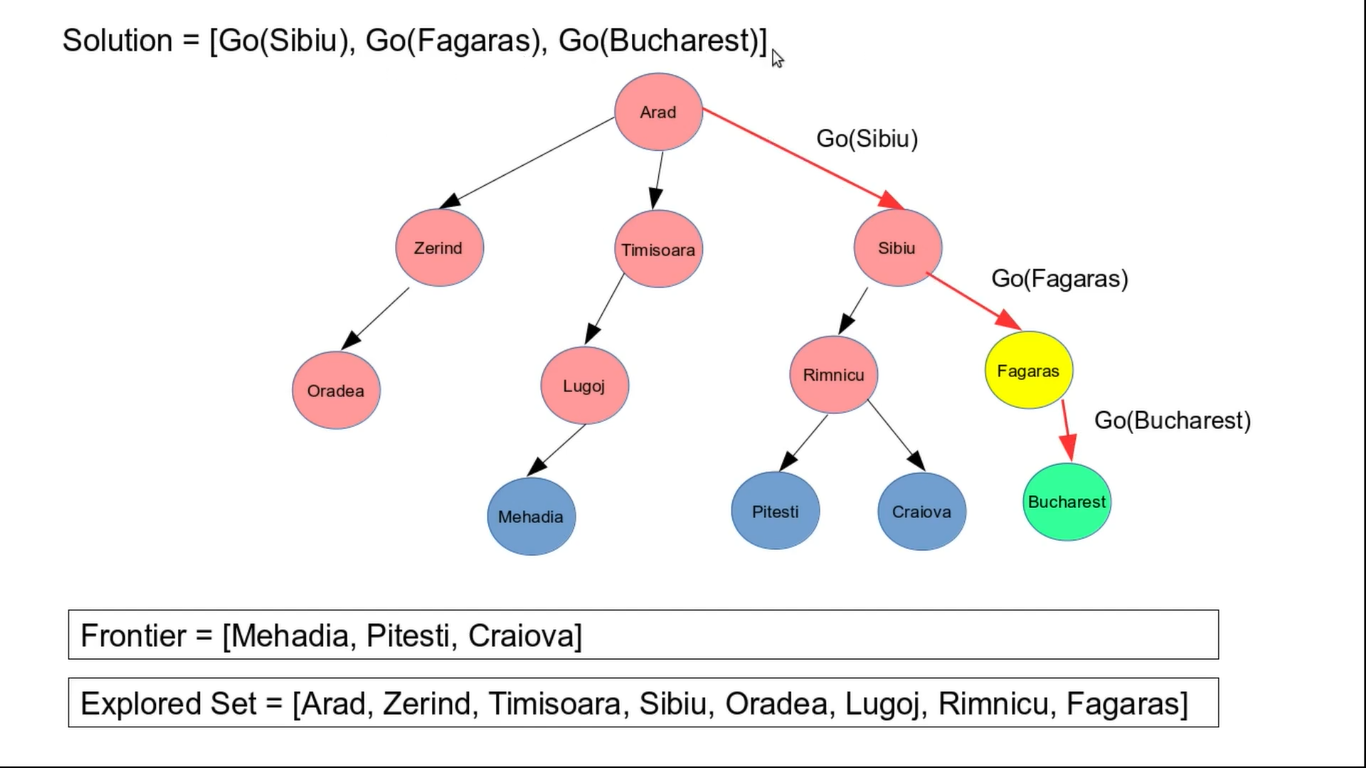 Solution = [Go(Sibiu), Go(Fagaras), Go(Bucharest)]
Arad
Go(Sibiu)
Zerind
Timisoara
Sibiu
Go(Fagaras)
Oradea
Lugoj
Rimnicu
Fagaras
Go(Bucharest)
Mehadia
Pitesti
Craiova
Bucharest
Frontier = [Mehadia, Pitesti, Craiova]
Explored Set = [Arad, Zerind, Timisoara, Sibiu, Oradea, Lugoj, Rimnicu, Fagaras]